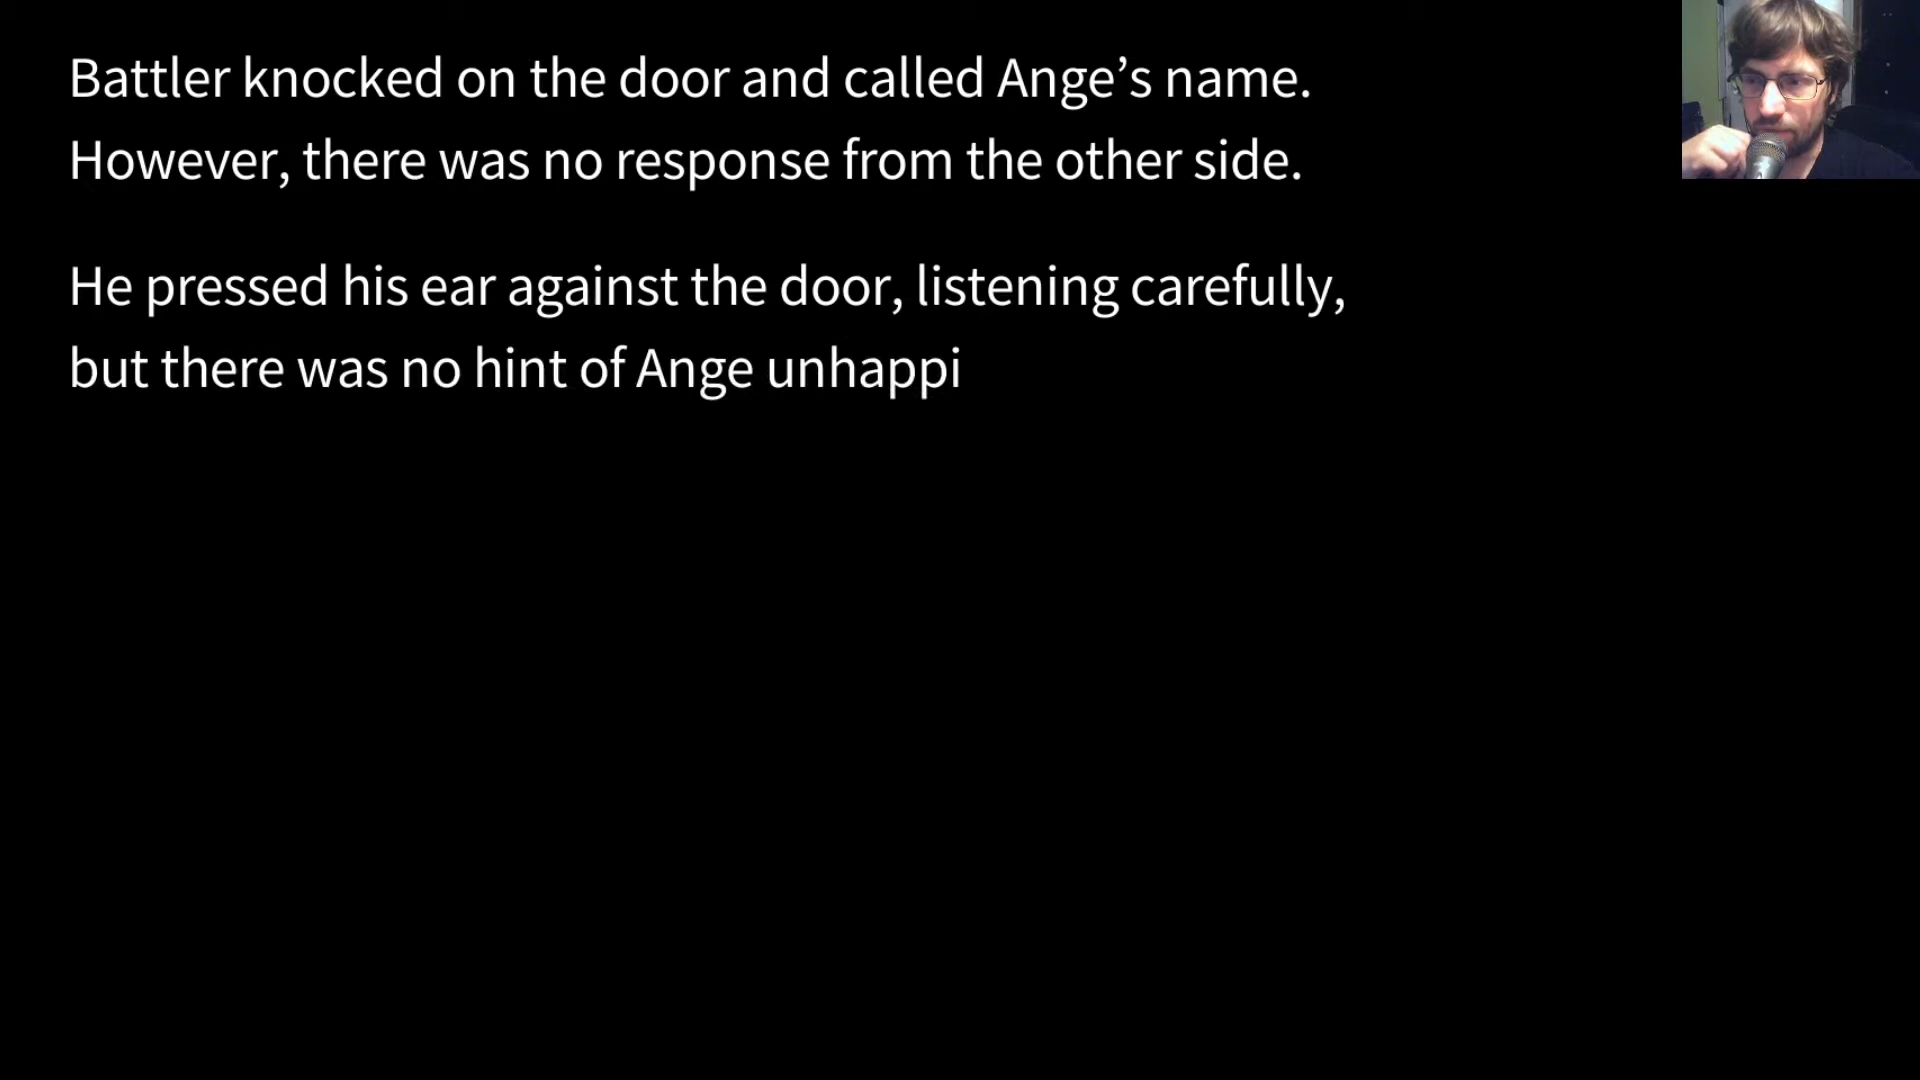 Battler knocked on the door and called Ange’s name.
However, there was no response from the other side.
He pressed his ear against the door, listening carefully,
but there was no hint of Ange unhappi